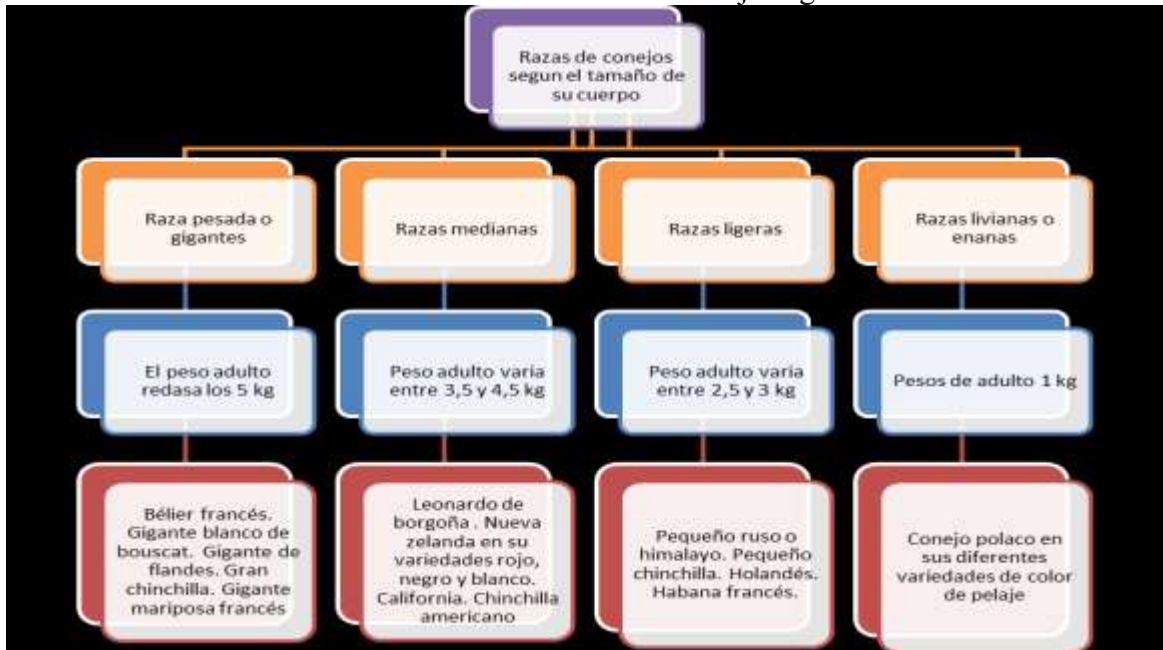 Razas de conejos
segun el tamaño de
su cuerpo
Raza pesada o
gigantes
Razas medianas
Razas ligeras
Razas livianas o
enanas
El peso adulto
redasa los 5 kg
Peso adulto varia
entre 3,5 y 4,5 kg
Peso adulto varia
entre 2,5 y 3 kg
Pesos de adulto 1 kg
Bélier francés.
Gigante blanco de
bouscat. Gigante de
flandes. Gran
chinchilla. Gigante
mariposa francés
Leonardo de
borgoña . Nueva
zelanda en su
variedades rojo,
negro y blanco.
California. Chinchilla
americano
Pequeño ruso o
himalayo. Pequeño
chinchilla. Holandés.
Habana francés.
Conejo polaco en
sus diferentes
variedades de color
de pelaje